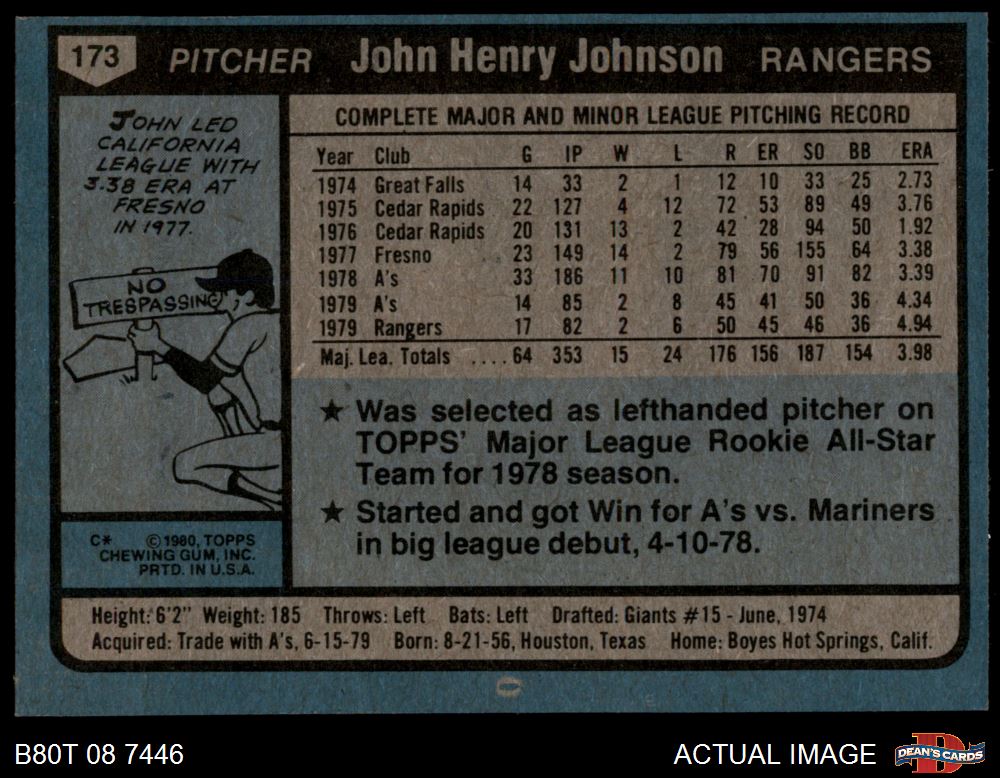 173 PITCHER John Henry Johnson RANGERS
JOHN LED
CALIFORNIA
LEAGUE WITH
3.38 ERA AT
FRESNO
IN 1977.
NO
TRESPASSING
C* ©1980, TOPPS
CHEWING GUM, INC.
PRTD. IN U.S.A.
COMPLETE MAJOR AND MINOR LEAGUE PITCHING RECORD
Year Club G IP W L R ER SO BB ERA
1974 Great Falls 14 33 2 1 12 10 33 25 2.73
1975 Cedar Rapids 22 127 4 12 72 53 89 49 3.76
1976 Cedar Rapids 20 131 13 2 42 28 94 50 1.92
1977 Fresno 23 149 14 2 79 56 155 64 3.38
1978 A's 33 186 11 10 81 70 91 82 3.39
1979 A's 14 85 2 8 45 41 50 36 4.34
1979 Rangers 17 82 2 6 50 45 46 36 4.94
Maj. Lea. Totals .... 64 353 15 24 176 156 187 154 3.98
★ Was selected as lefthanded pitcher on
TOPPS' Major League Rookie All-Star
Team for 1978 season.
★ Started and got Win for A's vs. Mariners
in big league debut, 4-10-78.
Height: 6'2" Weight: 185 Throws: Left Bats: Left Drafted: Giants #15 - June, 1974
Acquired: Trade with A's, 6-15-79 Born: 8-21-56, Houston, Texas Home: Boyes Hot Springs, Calif.
B80T 08 7446 ACTUAL IMAGE DEAN'S CARDS